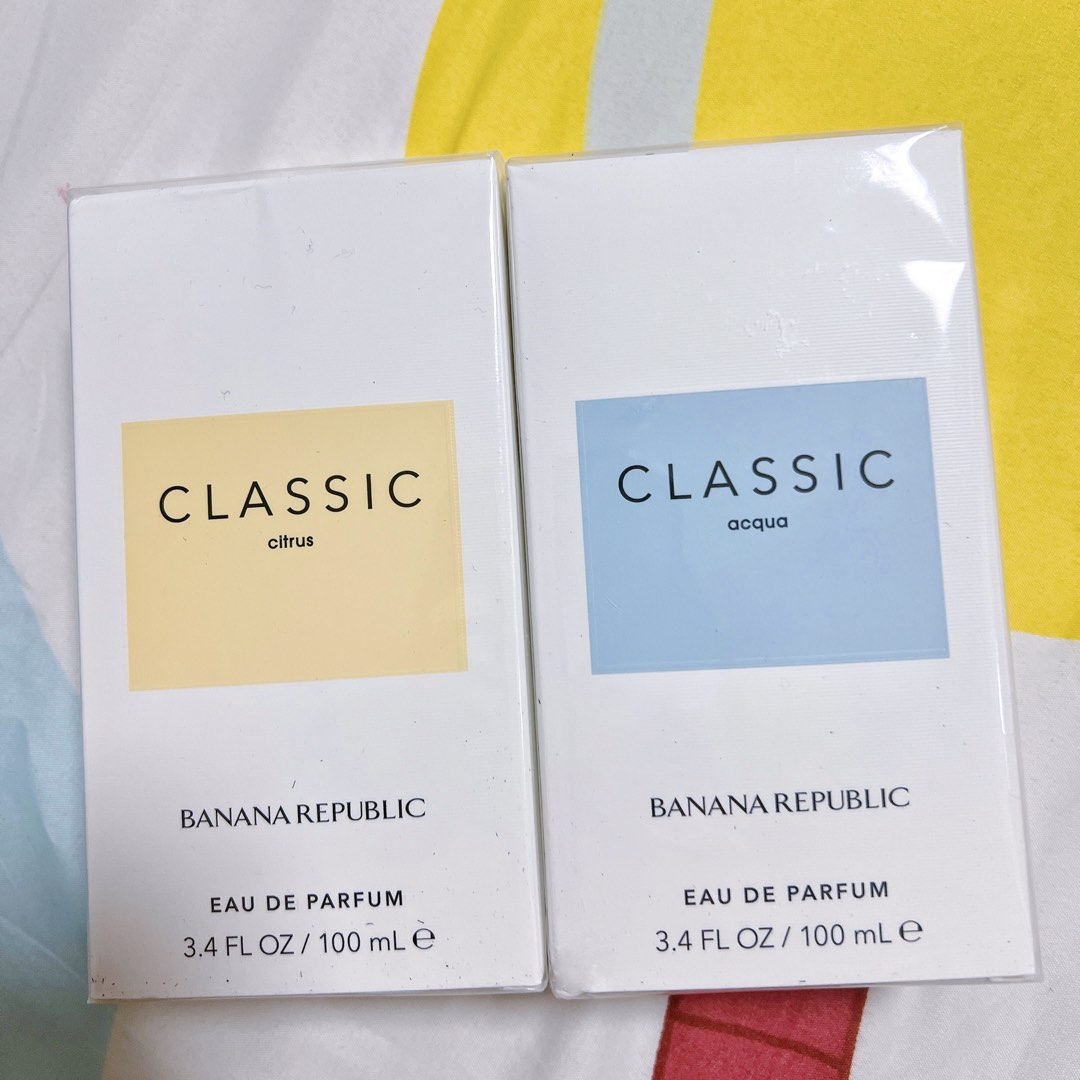 CLASSIC
citrus
BANANA REPUBLIC
EAU DE PARFUM
3.4 FL OZ / 100 mL ℮
CLASSIC
acqua
BANANA REPUBLIC
EAU DE PARFUM
3.4 FL OZ / 100 mL ℮